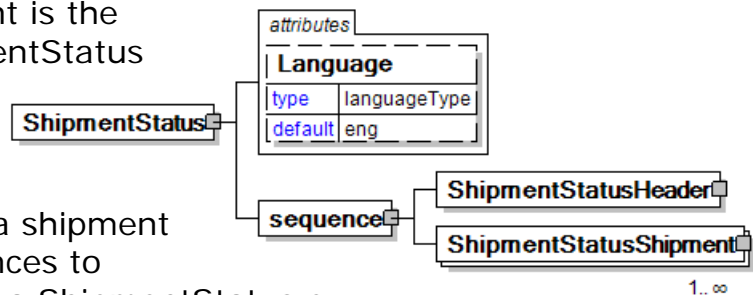 nt is the
entStatus
attributes
Language
type languageType
default eng
ShipmentStatus
a shipment
nces to
sequence
ShipmentStatusHeader
ShipmentStatusShipment
1.. ∞